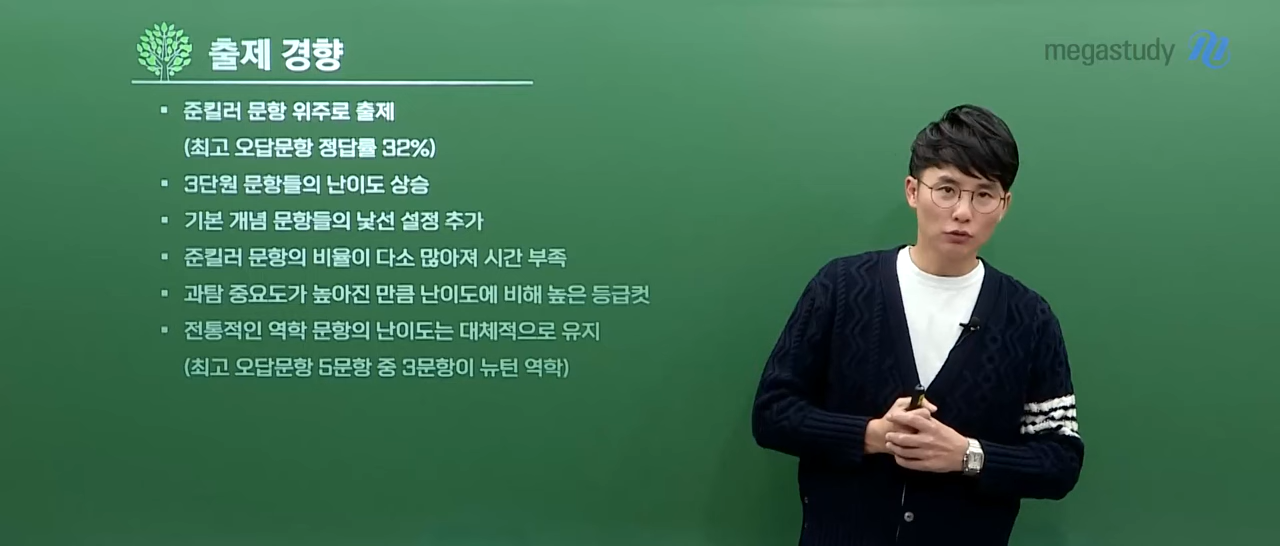 출제 경향
megastudy
준킬러 문항 위주로 출제
(최고 오답문항 정답률 32%)
3단원 문항들의 난이도 상승
기본 개념 문항들의 낯선 설정 추가
준킬러 문항의 비율이 다소 많아져 시간 부족
과탐 중요도가 높아진 만큼 난이도에 비해 높은 등급컷
전통적인 역학 문항의 난이도는 대체적으로 유지
(최고 오답문항 5문항 중 3문항이 뉴턴 역학)